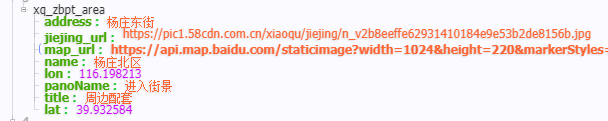 xq_zbpt_area
address : 杨庄东街
jiejing_url : https://pic1.58cdn.com.cn/xiaoqu/jiejing/n_v2b8eeffe62931410184e9e53b2de8156b.jpg
(map_url : https://api.map.baidu.com/staticimage?width=1024&height=220&markerStyles=
name : 杨庄北区
lon : 116.198213
panoName : 进入街景
title : 周边配套
lat : 39.932584